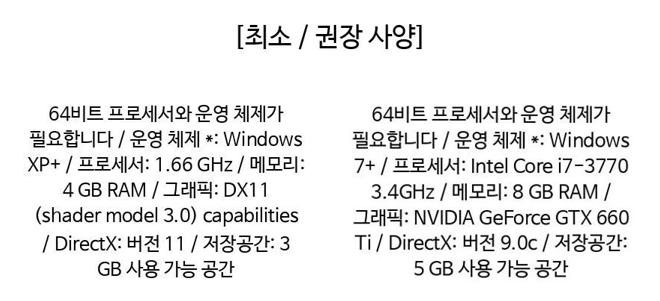 [최소 / 권장 사양]
64비트 프로세서와 운영 체제가
필요합니다 / 운영 체제 *: Windows
XP+ / 프로세서: 1.66 GHz / 메모리:
4 GB RAM / 그래픽: DX11
(shader model 3.0) capabilities
/ DirectX: 버전 11 / 저장공간: 3
GB 사용 가능 공간
64비트 프로세서와 운영 체제가
필요합니다 / 운영 체제 *: Windows
7+ / 프로세서: Intel Core i7-3770
3.4GHz / 메모리: 8 GB RAM /
그래픽: NVIDIA GeForce GTX 660
Ti / DirectX: 버전 9.0c / 저장공간:
5 GB 사용 가능 공간